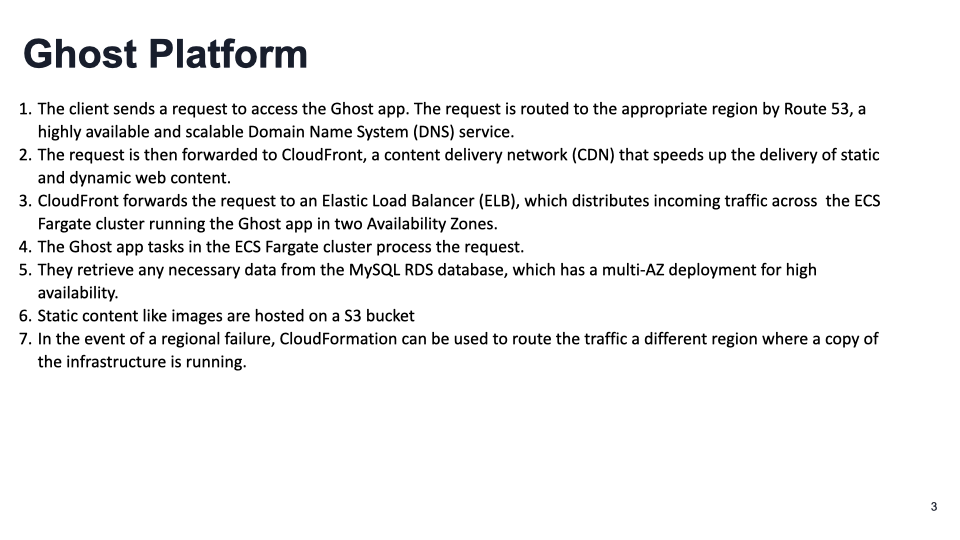 Ghost Platform
1. The client sends a request to access the Ghost app. The request is routed to the appropriate region by Route 53, a
highly available and scalable Domain Name System (DNS) service.
2. The request is then forwarded to CloudFront, a content delivery network (CDN) that speeds up the delivery of static
and dynamic web content.
3. CloudFront forwards the request to an Elastic Load Balancer (ELB), which distributes incoming traffic across  the ECS
Fargate cluster running the Ghost app in two Availability Zones.
4. The Ghost app tasks in the ECS Fargate cluster process the request.
5. They retrieve any necessary data from the MySQL RDS database, which has a multi-AZ deployment for high
availability.
6. Static content like images are hosted on a S3 bucket
7. In the event of a regional failure, CloudFormation can be used to route the traffic a different region where a copy of
the infrastructure is running.
3